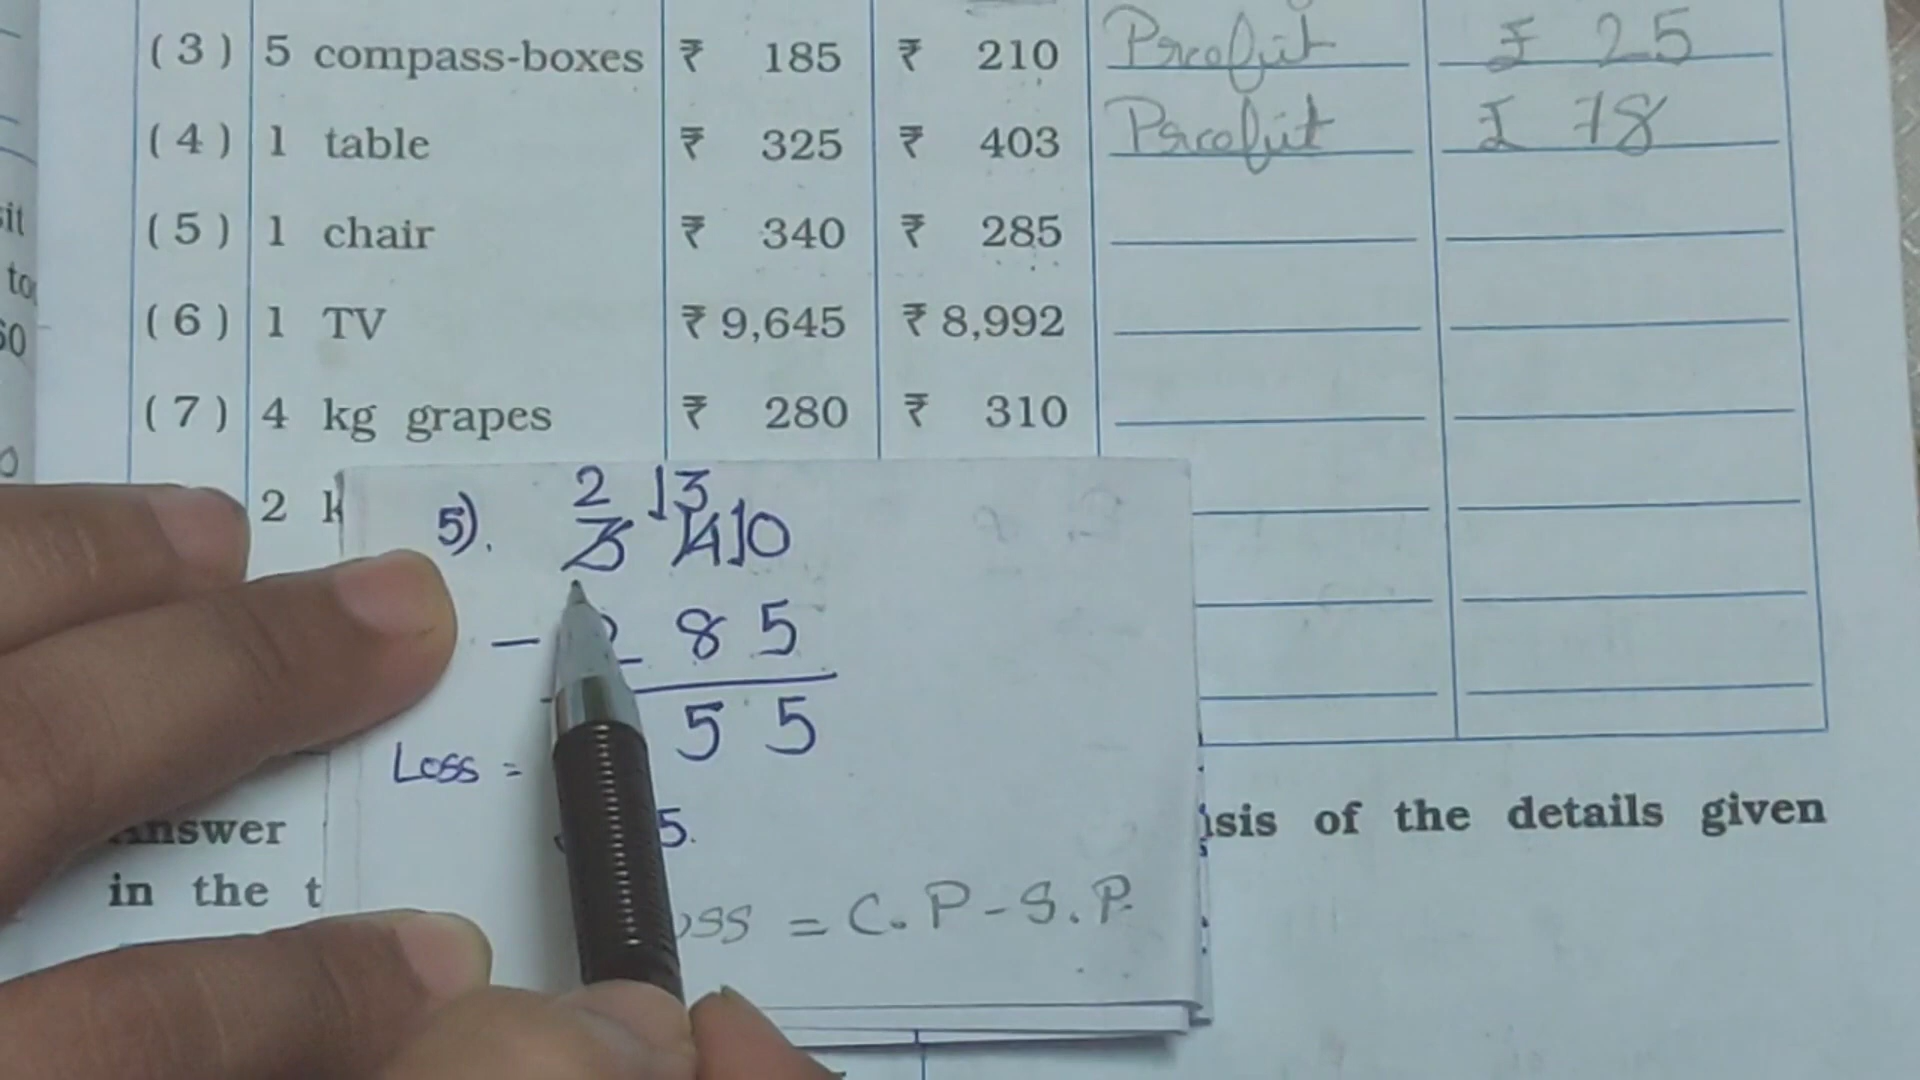 (3) 5 compass-boxes ₹ 185 ₹ 210 Profit ₹ 25
(4) 1 table ₹ 325 ₹ 403 Profit ₹ 78
(5) 1 chair ₹ 340 ₹ 285
(6) 1 TV ₹ 9,645 ₹ 8,992
(7) 4 kg grapes ₹ 280 ₹ 310
2
5). 2 13
3 14 10
- 2 8 5
5 5
Loss =
5.
= C.P - S.P.
Answer of the details given
in the